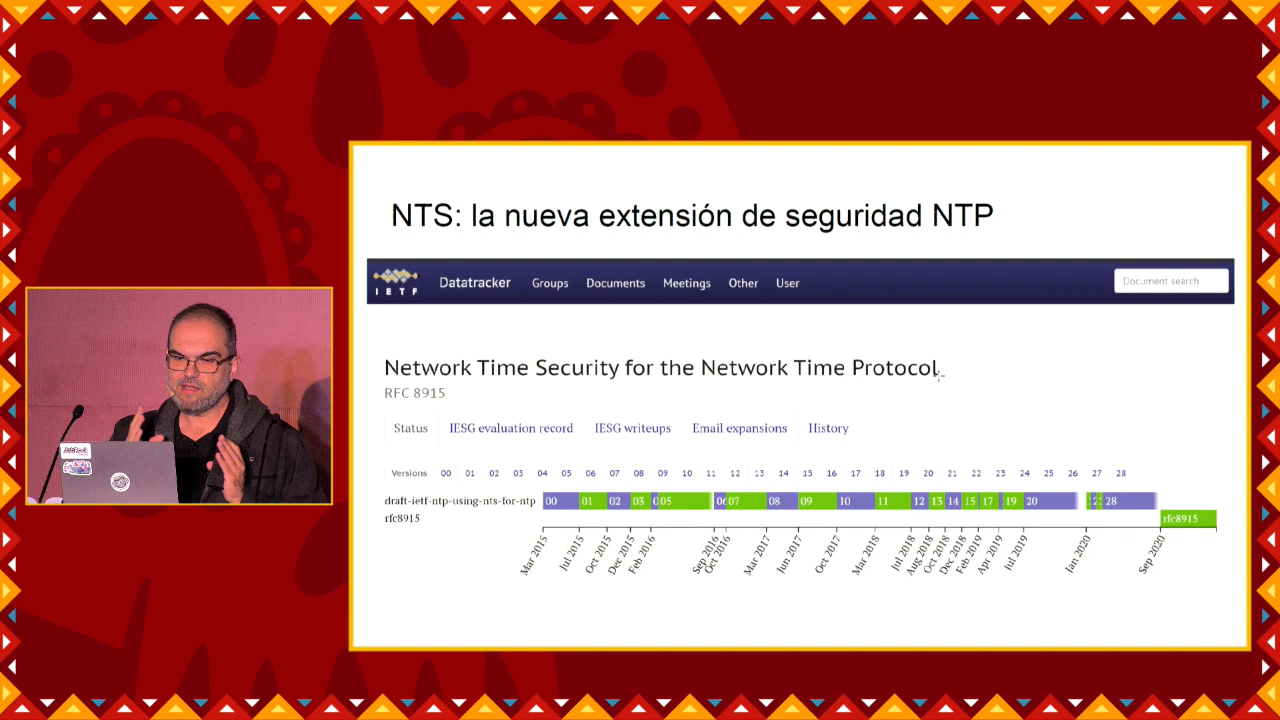 NTS: la nueva extensión de seguridad NTP
IETF Datatracker Groups Documents Meetings Other User Document search
Network Time Security for the Network Time Protocol
RFC 8915
Status IESG evaluation record IESG writeups Email expansions History
Versions 00 01 02 03 04 05 06 07 08 09 10 11 12 13 14 15 16 17 18 19 20 21 22 23 24 25 26 27 28
draft-ietf-ntp-using-nts-for-ntp 00 01 02 03 05 07 08 09 10 11 12 13 14 15 17 19 20 28
rfc8915 rfc8915
Mar 2015 Jul 2015 Oct 2015 Dec 2015 Feb 2016 Sep 2016 Oct 2016 Mar 2017 Jun 2017 Oct 2017 Mar 2018 Jul 2018 Aug 2018 Oct 2018 Dec 2018 Feb 2019 Apr 2019 Jul 2019 Jan 2020 Sep 2020